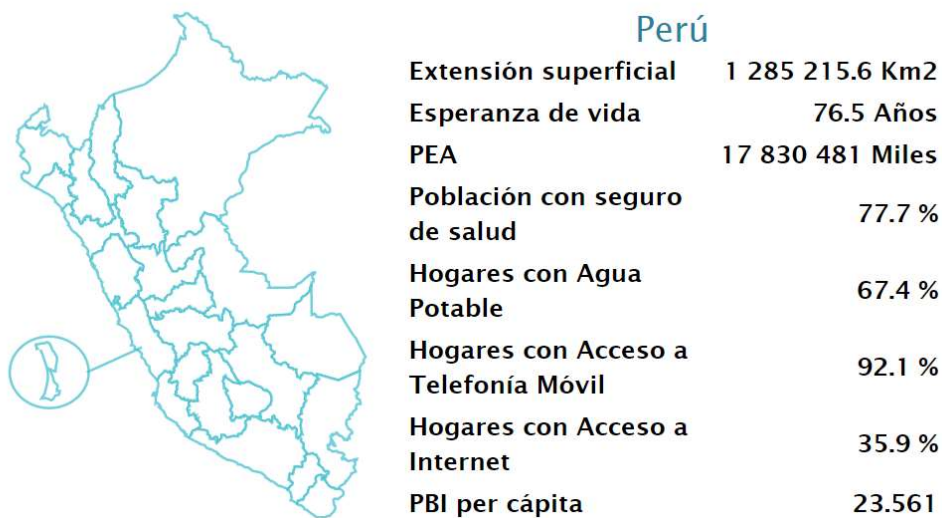 Perú
Extensión superficial 1 285 215.6 Km2
Esperanza de vida 76.5 Años
PEA 17 830 481 Miles
Población con seguro
de salud 77.7 %
Hogares con Agua
Potable 67.4 %
Hogares con Acceso a
Telefonía Móvil 92.1 %
Hogares con Acceso a
Internet 35.9 %
PBI per cápita 23.561